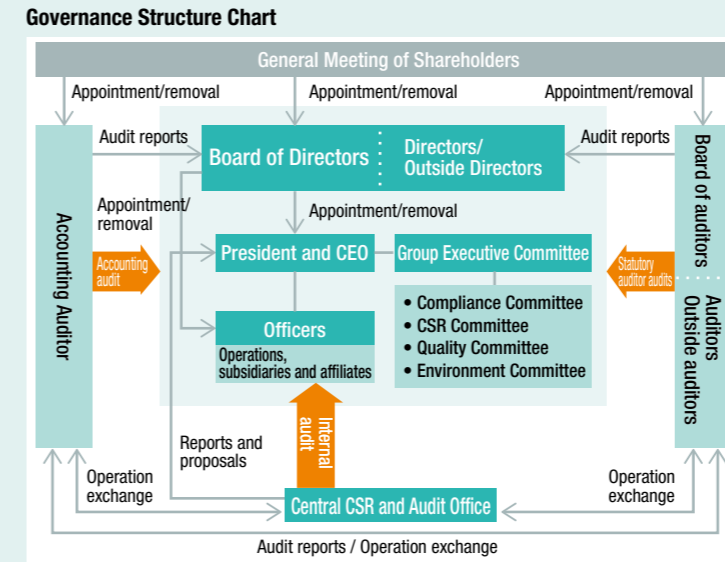 Governance Structure Chart
General Meeting of Shareholders
Appointment/removal
Appointment/removal
Appointment/removal
Audit reports
Board of Directors
Directors/
Outside Directors
Audit reports
Board of auditors
Auditors
Outside auditors
Accounting Auditor
Appointment/
removal
Appointment/removal
Accounting
audit
President and CEO
Group Executive Committee
Statutory
auditor audits
• Compliance Committee
• CSR Committee
• Quality Committee
• Environment Committee
Officers
Operations,
subsidiaries and affiliates
Internal
audit
Reports and
proposals
Operation
exchange
Central CSR and Audit Office
Operation
exchange
Audit reports / Operation exchange